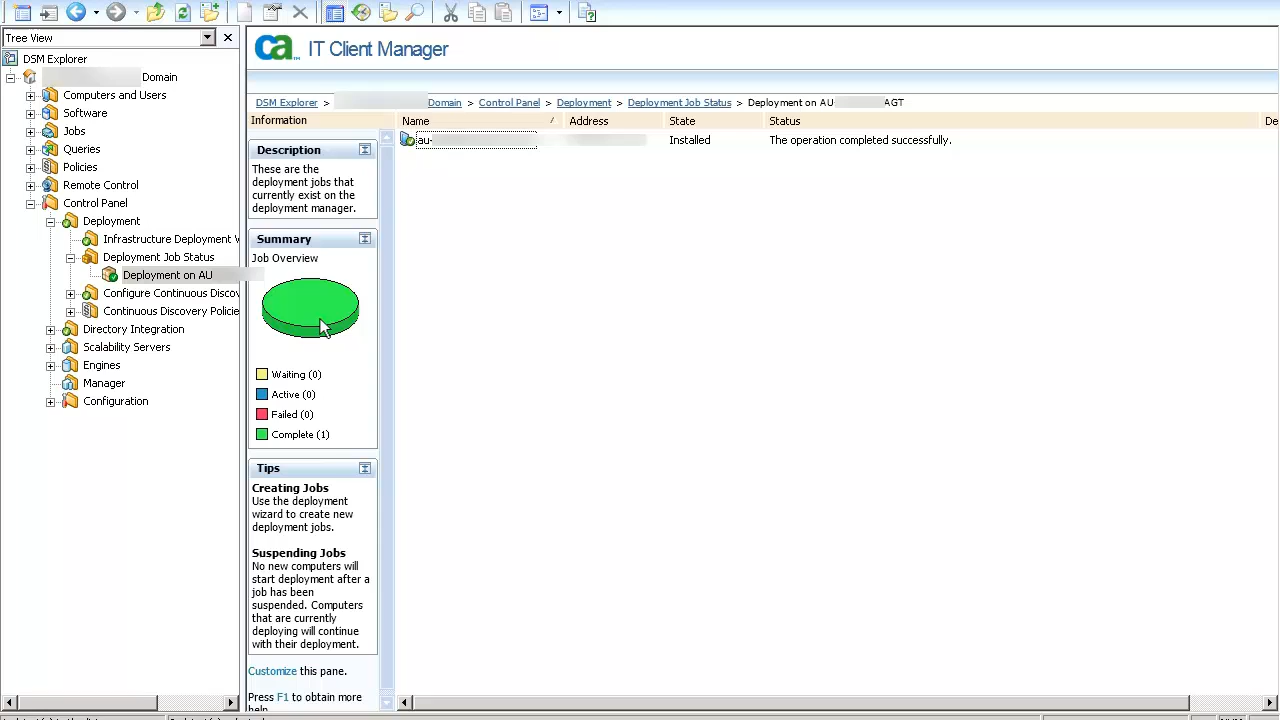 Tree View
DSM Explorer
Domain
Computers and Users
Software
Jobs
Queries
Policies
Remote Control
Control Panel
Deployment
Infrastructure Deployment
Deployment Job Status
Deployment on AU
Configure Continuous Discov
Continuous Discovery Policie
Directory Integration
Scalability Servers
Engines
Manager
Configuration
ca IT Client Manager
DSM Explorer > Domain > Control Panel > Deployment > Deployment Job Status > Deployment on AU AGT
Information
Description
These are the
deployment jobs that
currently exist on the
deployment manager.
Summary
Job Overview
Waiting (0)
Active (0)
Failed (0)
Complete (1)
Tips
Creating Jobs
Use the deployment
wizard to create new
deployment jobs.
Suspending Jobs
No new computers will
start deployment after a
job has been
suspended. Computers
that are currently
deploying will continue
with their deployment.
Customize this pane.
Press F1 to obtain more
help
Name / Address State Status De
au- Installed The operation completed successfully.